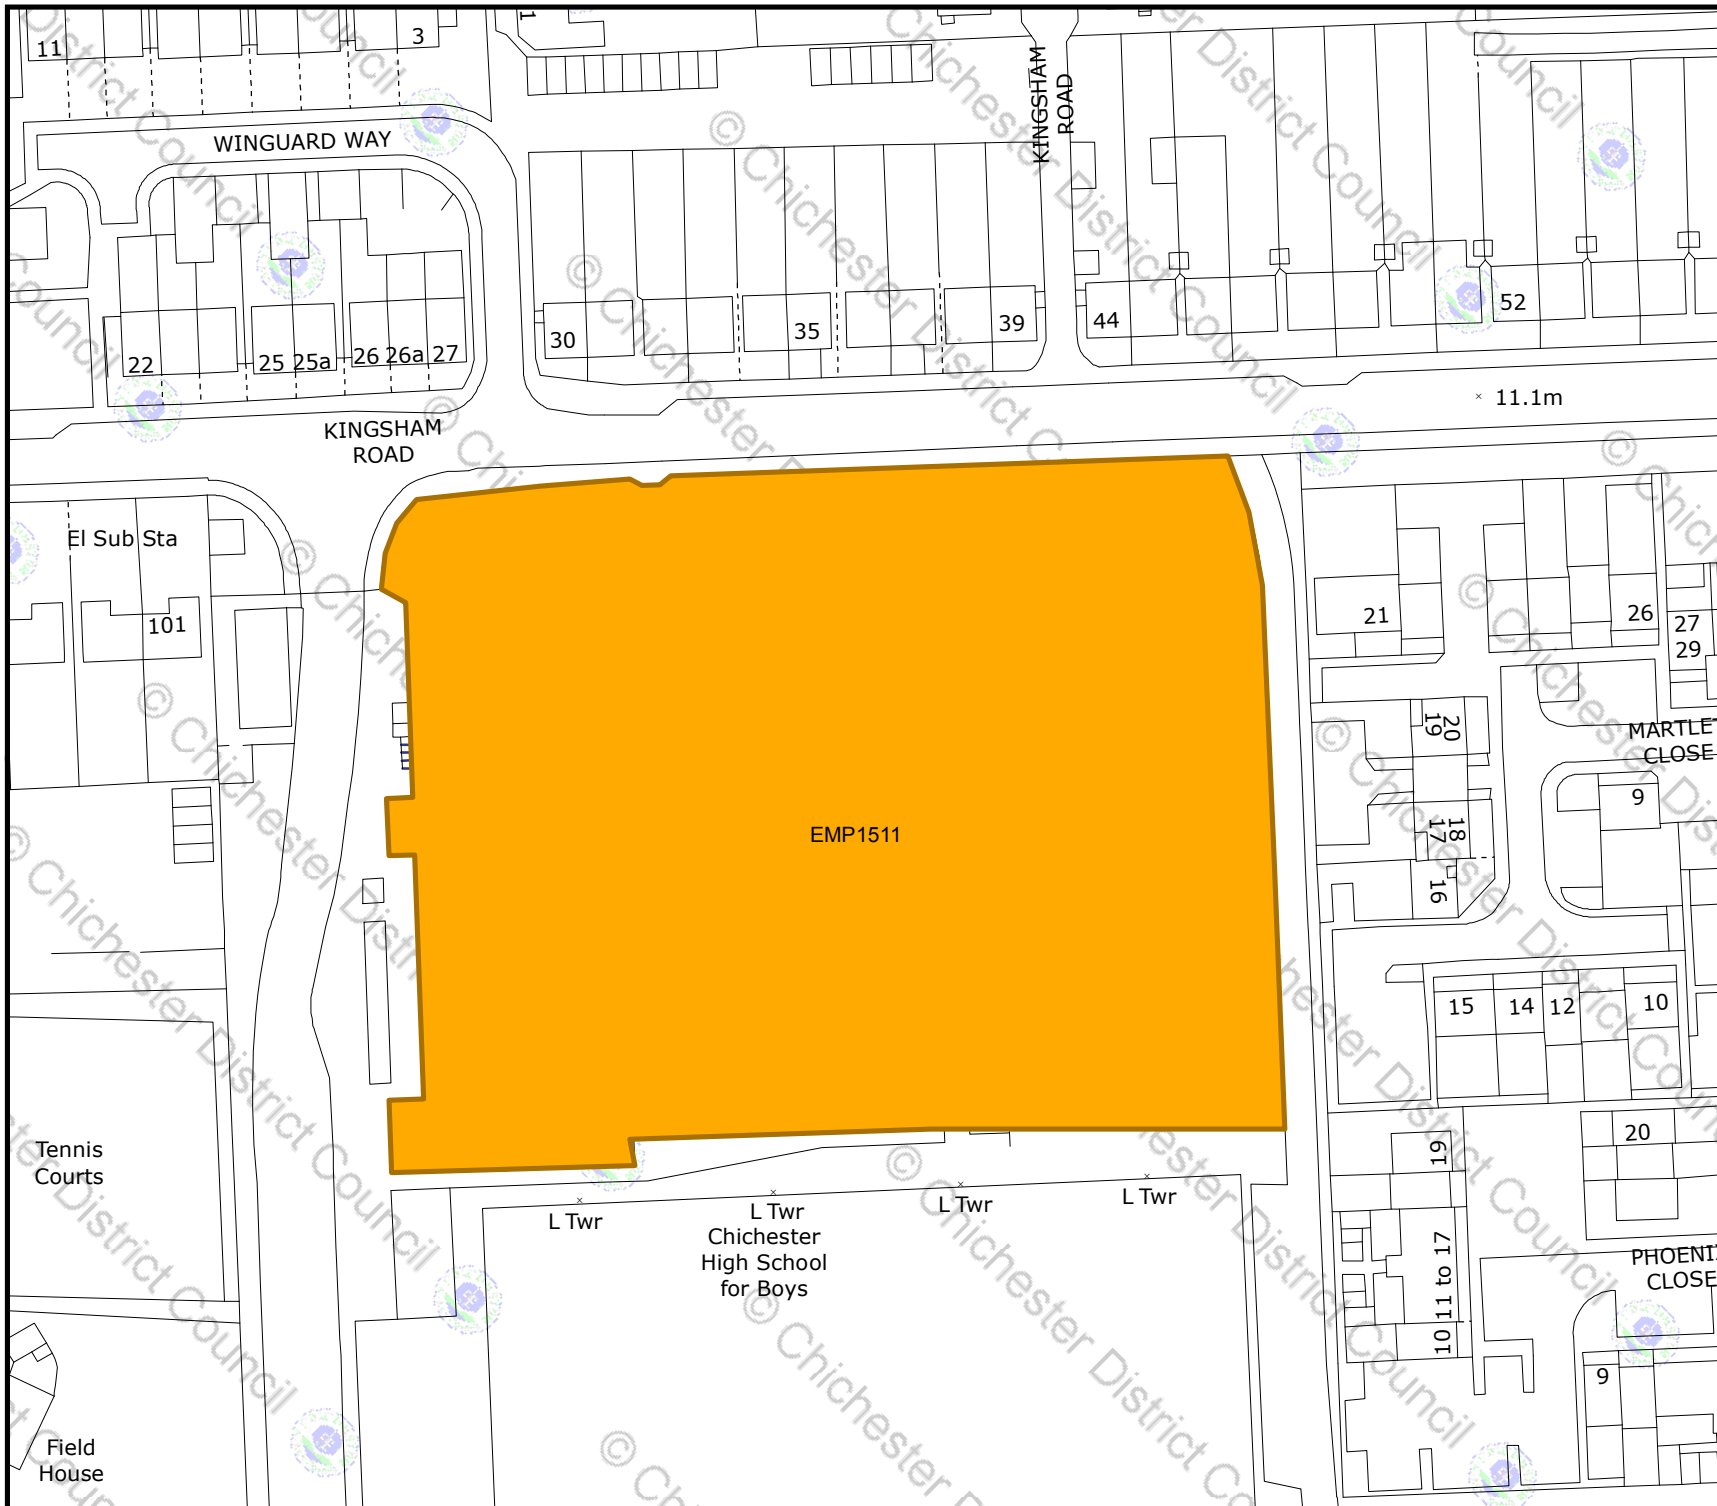 11
3
1
KINGSHAM
ROAD
WINGUARD WAY
22
25 25a
26 26a 27
30
35
39
44
52
11.1m
KINGSHAM
ROAD
El Sub Sta
101
21
26
27
29
20
19
MARTLE
CLOSE
9
18
17
16
EMP1511
15
14
12
10
20
19
Tennis
Courts
L Twr
L Twr
L Twr
L Twr
Chichester
High School
for Boys
11 to 17
10
PHOENI
CLOSE
9
Field
House
© Chichester District Council